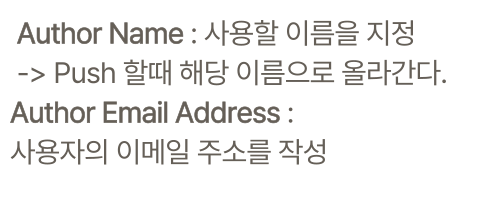 Author Name : 사용할 이름을 지정
-> Push 할때 해당 이름으로 올라간다.
Author Email Address :
사용자의 이메일 주소를 작성